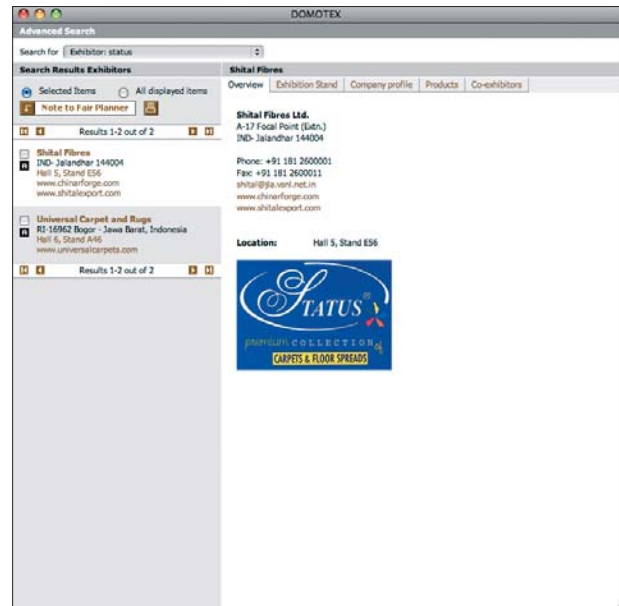 DOMOTEX
Advanced Search
Search for Exhibitor: status
Search Results Exhibitors
Selected Items All displayed items
Note to Fair Planner
Results 1-2 out of 2
Shital Fibres
IND- Jalandhar 144004
Hall 5, Stand E56
www.chinarforge.com
www.shitalexport.com
R
Universal Carpet and Rugs
RI-16962 Bogor - Jawa Barat, Indonesia
Hall 6, Stand A46
www.universalcarpets.com
R
Results 1-2 out of 2
Shital Fibres
Overview Exhibition Stand Company profile Products Co-exhibitors
Shital Fibres Ltd.
A-17 Focal Point (Extn.)
IND- Jalandhar 144004
Phone: +91 181 2600001
Fax: +91 181 2600011
shital@jla.vsnl.net.in
www.chinarforge.com
www.shitalexport.com
Location: Hall 5, Stand E56
STATUS®
premium COLLECTION of
CARPETS & FLOOR SPREADS